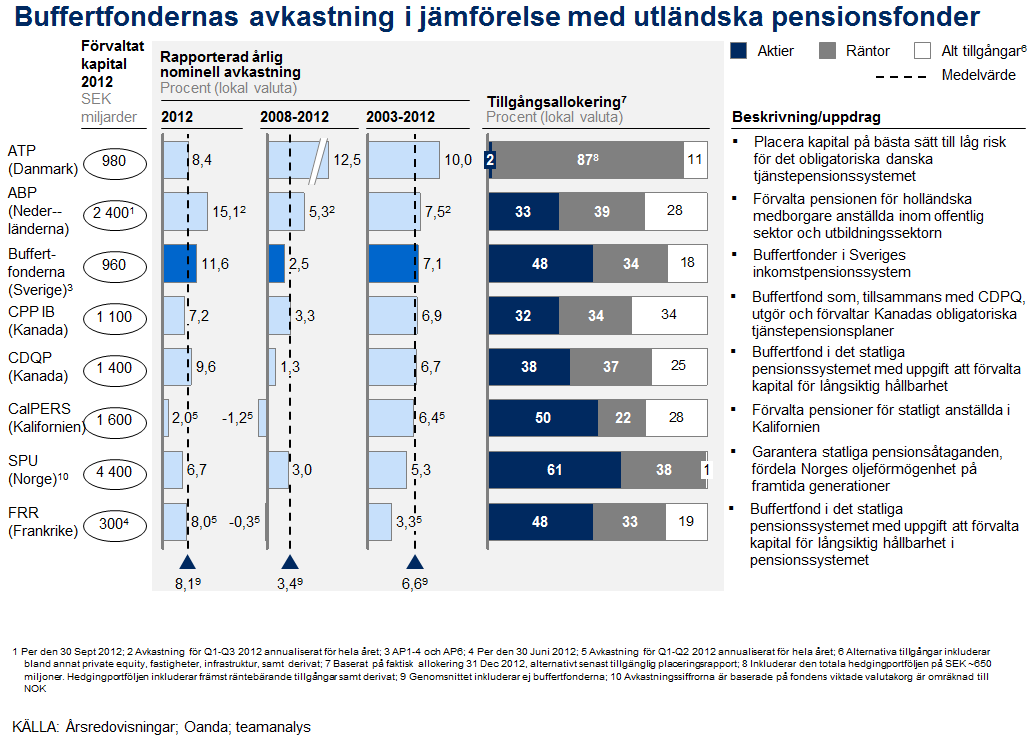 Buffertfondernas avkastning i jämförelse med utländska pensionsfonder
Förvaltat
kapital
2012
SEK
miljarder
Rapporterad årlig
nominell avkastning
Procent (lokal valuta)
2012
2008-2012
2003-2012
Tillgångsallokering⁷
Procent (lokal valuta)
Aktier
Räntor
Alt tillgångar⁶
Medelvärde
Beskrivning/uppdrag
ATP
(Danmark)
980
8,4
12,5
10,0
2
87⁸
11
▪ Placera kapital på bästa sätt till låg risk
för det obligatoriska danska
tjänstepensionssystemet
ABP
(Neder--
länderna)
2 400¹
15,1²
5,3²
7,5²
33
39
28
▪ Förvalta pensionen för holländska
medborgare anställda inom offentlig
sektor och utbildningssektorn
Buffert-
fonderna
(Sverige)³
960
11,6
2,5
7,1
48
34
18
▪ Buffertfonder i Sveriges
inkomstpensionssystem
CPP IB
(Kanada)
1 100
7,2
3,3
6,9
32
34
34
▪ Buffertfond som, tillsammans med CDPQ,
utgör och förvaltar Kanadas obligatoriska
tjänstepensionsplaner
CDQP
(Kanada)
1 400
9,6
1,3
6,7
38
37
25
▪ Buffertfond i det statliga
pensionssystemet med uppgift att förvalta
kapital för långsiktig hållbarhet
CalPERS
(Kalifornien)
1 600
2,0⁵
-1,2⁵
6,4⁵
50
22
28
▪ Förvalta pensioner för statligt anställda i
Kalifornien
SPU
(Norge)¹⁰
4 400
6,7
3,0
5,3
61
38
1
▪ Garantera statliga pensionsåtaganden,
fördela Norges oljeförmögenhet på
framtida generationer
FRR
(Frankrike)
300⁴
8,0⁵
-0,3⁵
3,3⁵
48
33
19
▪ Buffertfond i det statliga
pensionssystemet med uppgift att förvalta
kapital för långsiktig hållbarhet i
pensionssystemet
8,1⁹
3,4⁹
6,6⁹
1 Per den 30 Sept 2012; 2 Avkastning för Q1-Q3 2012 annualiserat för hela året; 3 AP1-4 och AP6; 4 Per den 30 Juni 2012; 5 Avkastning för Q1-Q2 2012 annualiserat för hela året; 6 Alternativa tillgångar inkluderar
bland annat private equity, fastigheter, infrastruktur, samt derivat; 7 Baserat på faktisk allokering 31 Dec 2012, alternativt senast tillgänglig placeringsrapport; 8 Inkluderar den totala hedgingportföljen på SEK ~650
miljoner. Hedgingportföljen inkluderar främst räntebärande tillgångar samt derivat; 9 Genomsnittet inkluderar ej buffertfonderna; 10 Avkastningssiffrorna är baserade på fondens viktade valutakorg är omräknad till
NOK
KÄLLA: Årsredovisningar; Oanda; teamanalys